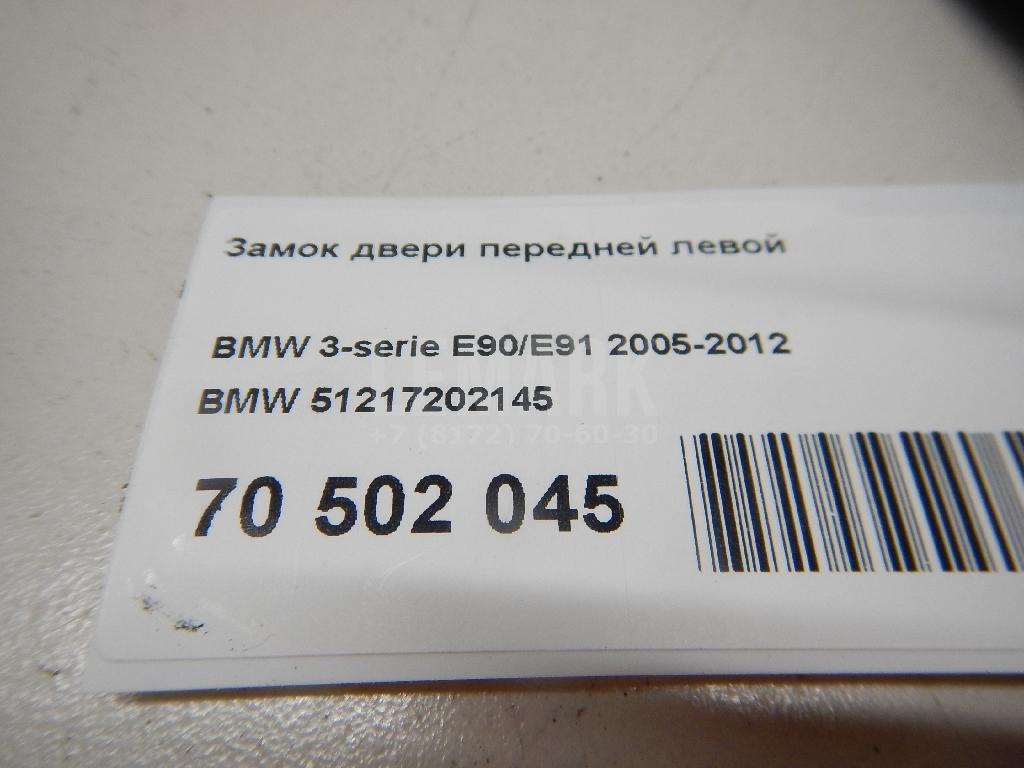 Замок двери передней левой
BMW 3-serie E90/E91 2005-2012
LEMARK
BMW 51217202145
+7 (8172) 70-60-30
70 502 045